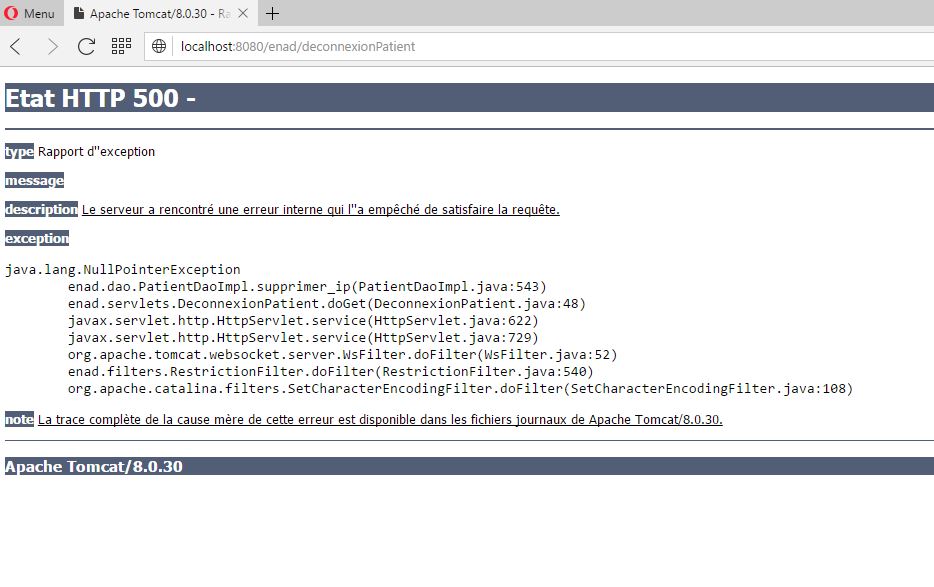 Menu
Apache Tomcat/8.0.30 - Ra
localhost:8080/enad/deconnexionPatient
Etat HTTP 500 -
type Rapport d''exception
message
description Le serveur a rencontré une erreur interne qui l''a empêché de satisfaire la requête.
exception
java.lang.NullPointerException
enad.dao.PatientDaoImpl.supprimer_ip(PatientDaoImpl.java:543)
enad.servlets.DeconnexionPatient.doGet(DeconnexionPatient.java:48)
javax.servlet.http.HttpServlet.service(HttpServlet.java:622)
javax.servlet.http.HttpServlet.service(HttpServlet.java:729)
org.apache.tomcat.websocket.server.WsFilter.doFilter(WsFilter.java:52)
enad.filters.RestrictionFilter.doFilter(RestrictionFilter.java:540)
org.apache.catalina.filters.SetCharacterEncodingFilter.doFilter(SetCharacterEncodingFilter.java:108)
note La trace complète de la cause mère de cette erreur est disponible dans les fichiers journaux de Apache Tomcat/8.0.30.
Apache Tomcat/8.0.30